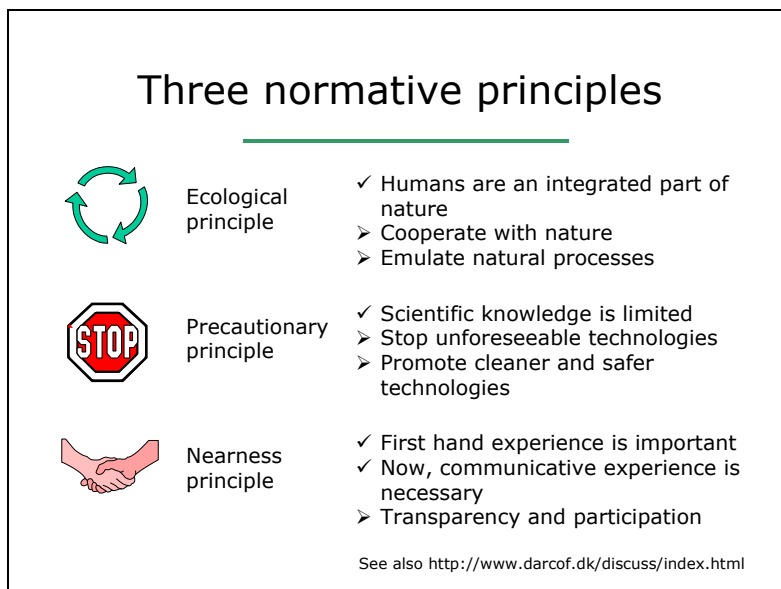 Three normative principles
Ecological
principle
✓ Humans are an integrated part of
nature
➢ Cooperate with nature
➢ Emulate natural processes
STOP
Precautionary
principle
✓ Scientific knowledge is limited
➢ Stop unforeseeable technologies
➢ Promote cleaner and safer
technologies
Nearness
principle
✓ First hand experience is important
✓ Now, communicative experience is
necessary
➢ Transparency and participation
See also http://www.darcof.dk/discuss/index.html